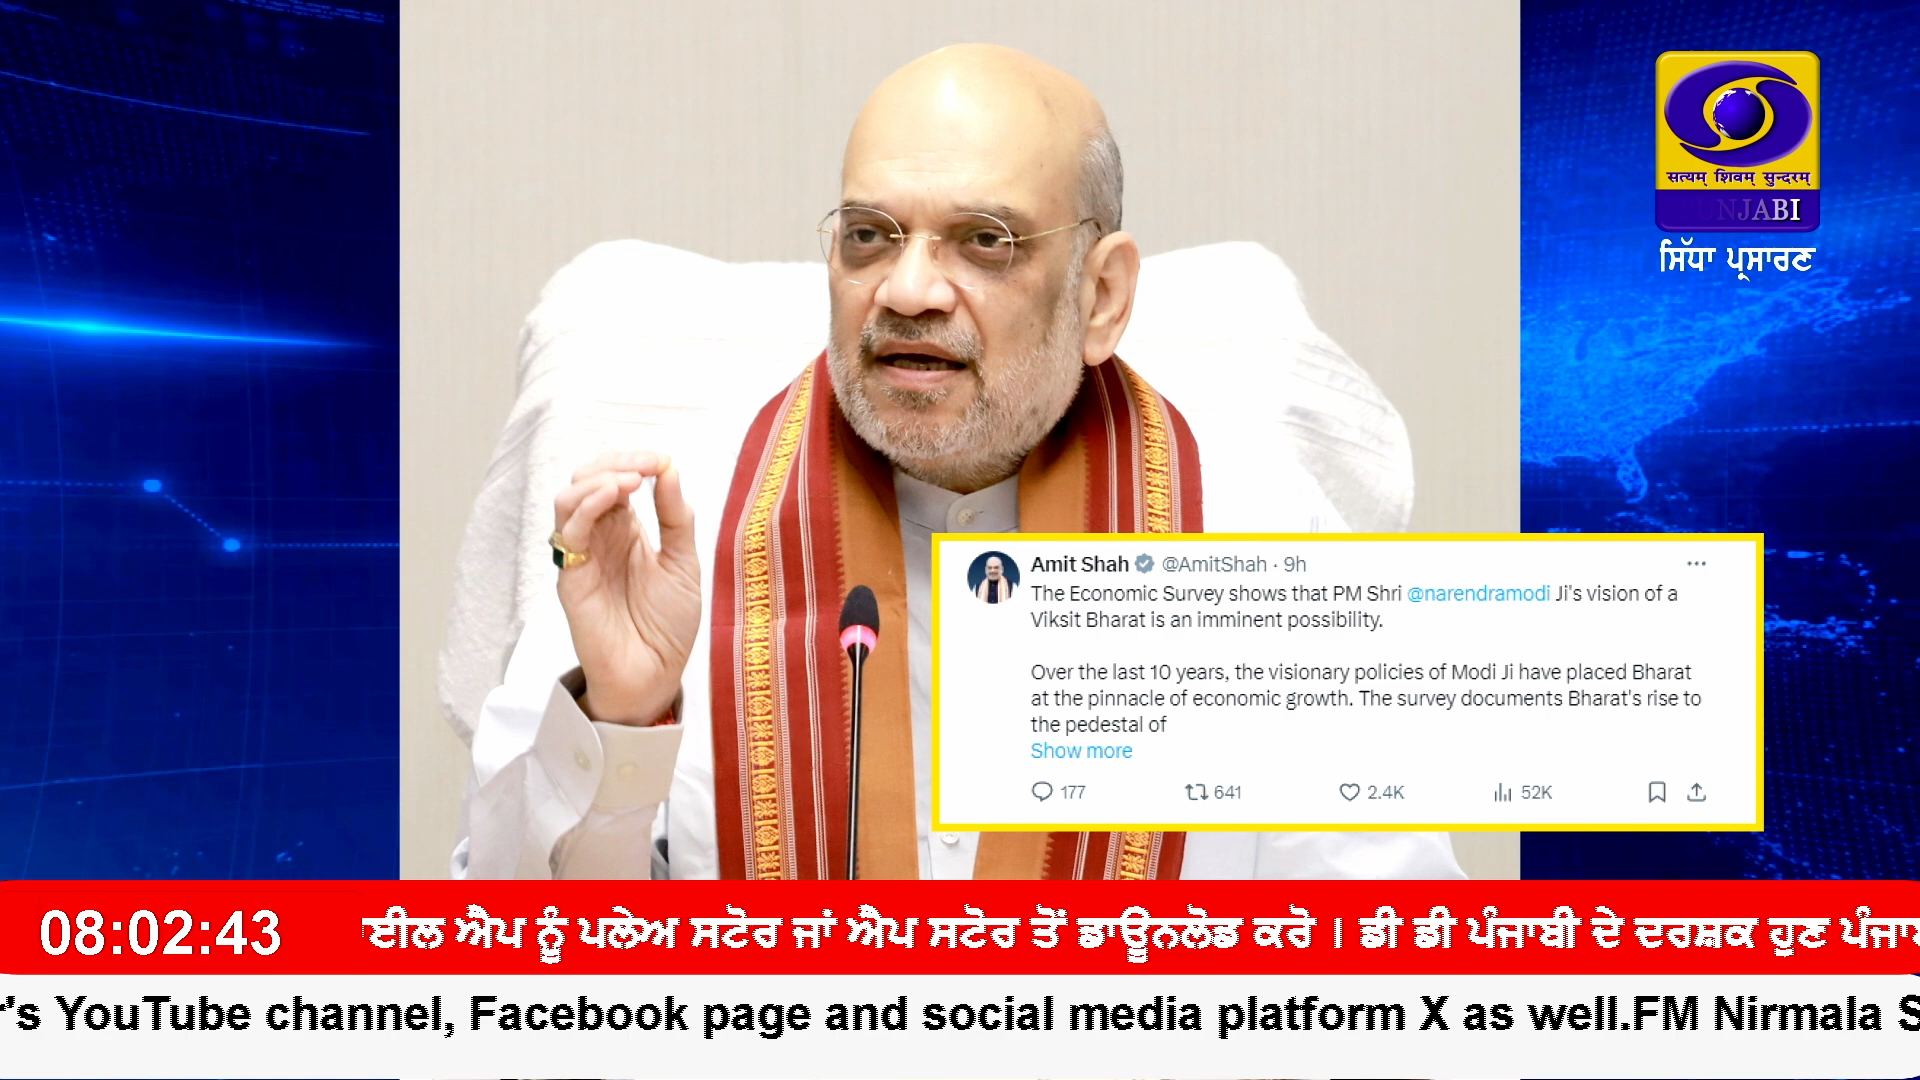 सत्यम् शिवम् सुन्दरम्
NJABI
ਸਿੱਧਾ ਪ੍ਰਸਾਰਣ
Amit Shah @AmitShah · 9h
The Economic Survey shows that PM Shri @narendramodi Ji's vision of a
Viksit Bharat is an imminent possibility.
Over the last 10 years, the visionary policies of Modi Ji have placed Bharat
at the pinnacle of economic growth. The survey documents Bharat's rise to
the pedestal of
Show more
177 641 2.4K 52K
08:02:43 ਐਪ ਨੂੰ ਪਲੇਅ ਸਟੋਰ ਜਾਂ ਐਪ ਸਟੋਰ ਤੋਂ ਡਾਊਨਲੋਡ ਕਰੋ । ਡੀ ਡੀ ਪੰਜਾਬੀ ਦੇ ਦਰਸ਼ਕ ਹੁਣ
's YouTube channel, Facebook page and social media platform X as well.FM Nirmala S